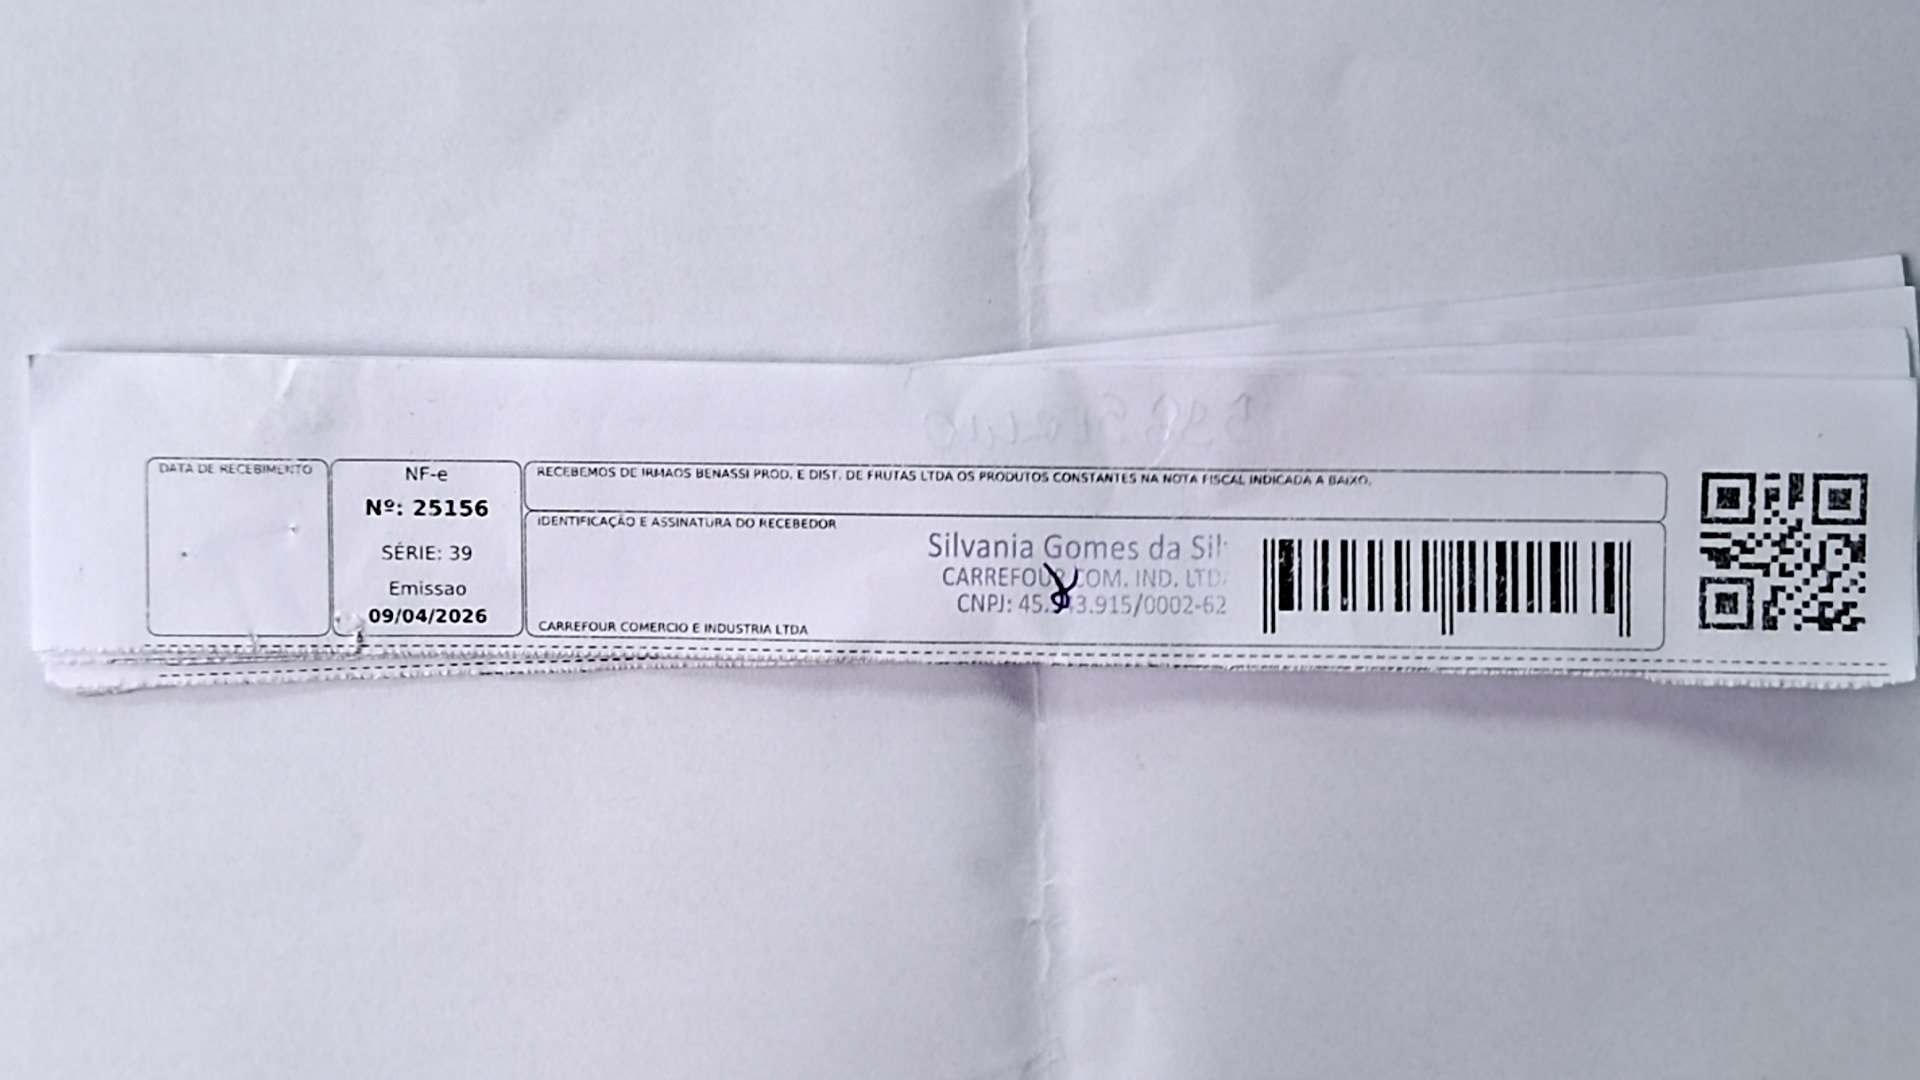 DATA DE RECEBIMENTO
NF-e
Nº: 25156
SÉRIE: 39
Emissao
09/04/2026
RECEBEMOS DE IRMAOS BENASSI PROD. E DIST. DE FRUTAS LTDA OS PRODUTOS CONSTANTES NA NOTA FISCAL INDICADA A BAIXO.
IDENTIFICAÇÃO E ASSINATURA DO RECEBEDOR
Silvania Gomes da
CARREFOUR COM. IND. LTD
CNPJ:
CARREFOUR COMERCIO E INDUSTRIA LTDA